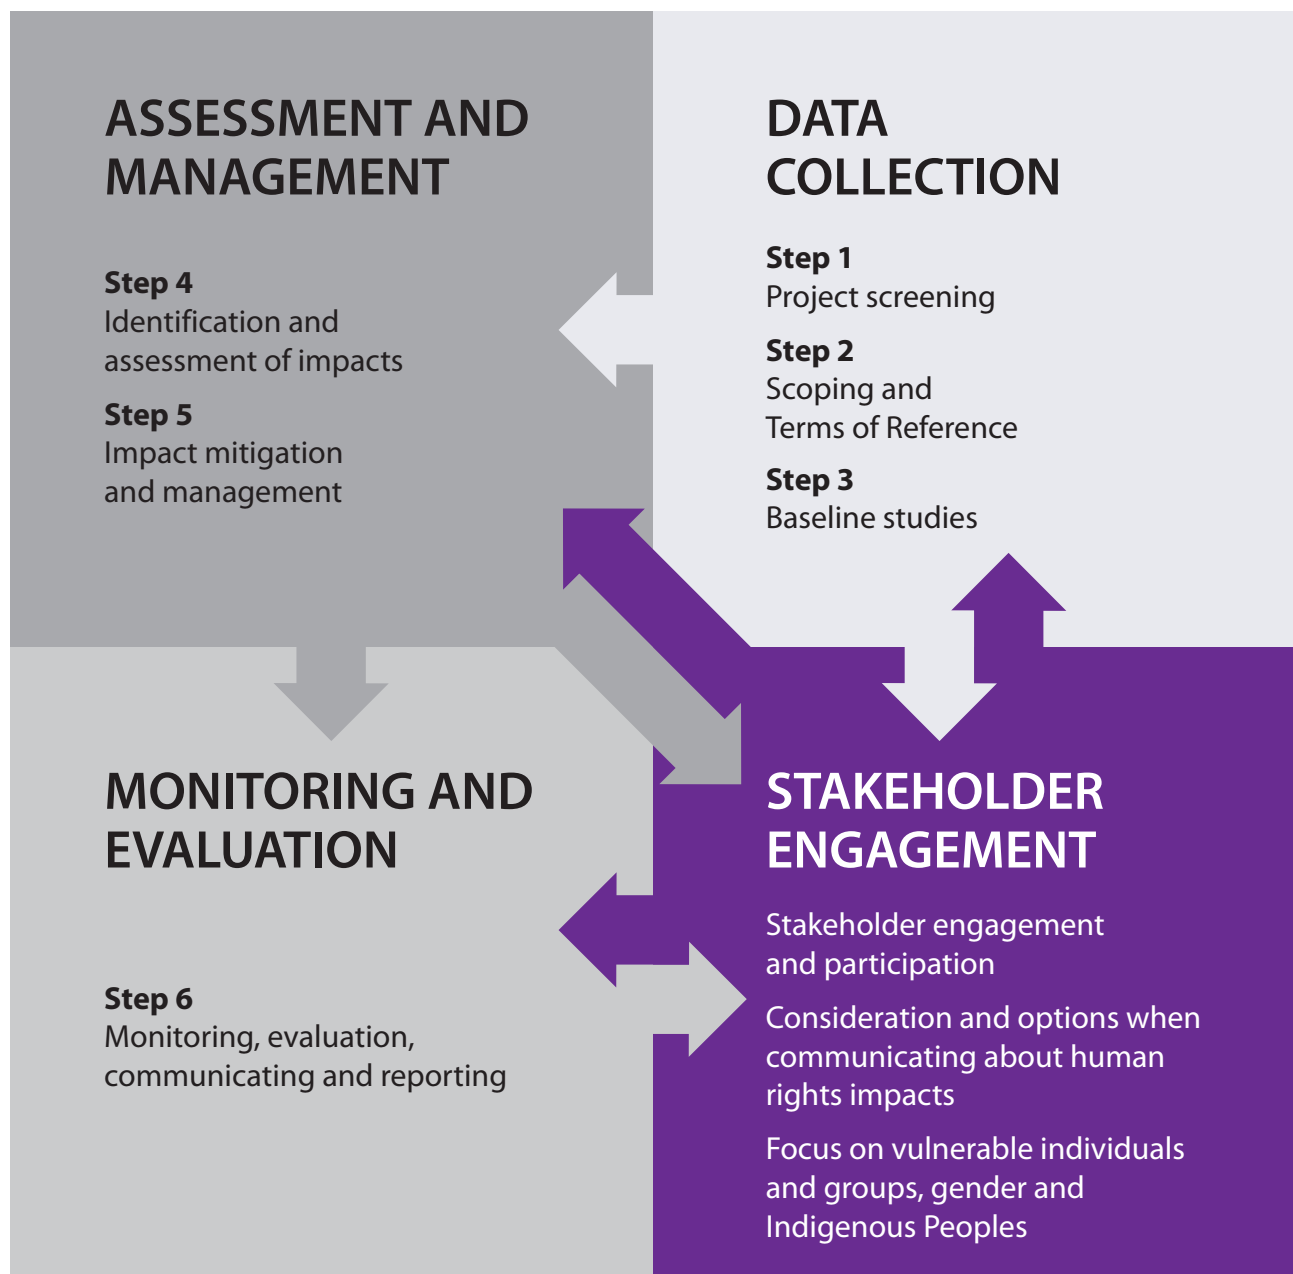 ASSESSMENT AND
MANAGEMENT
Step 4
Identification and
assessment of impacts
Step 5
Impact mitigation
and management
DATA
COLLECTION
Step 1
Project screening
Step 2
Scoping and
Terms of Reference
Step 3
Baseline studies
MONITORING AND
EVALUATION
Step 6
Monitoring, evaluation,
communicating and reporting
STAKEHOLDER
ENGAGEMENT
Stakeholder engagement
and participation
Consideration and options when
communicating about human
rights impacts
Focus on vulnerable individuals
and groups, gender and
Indigenous Peoples